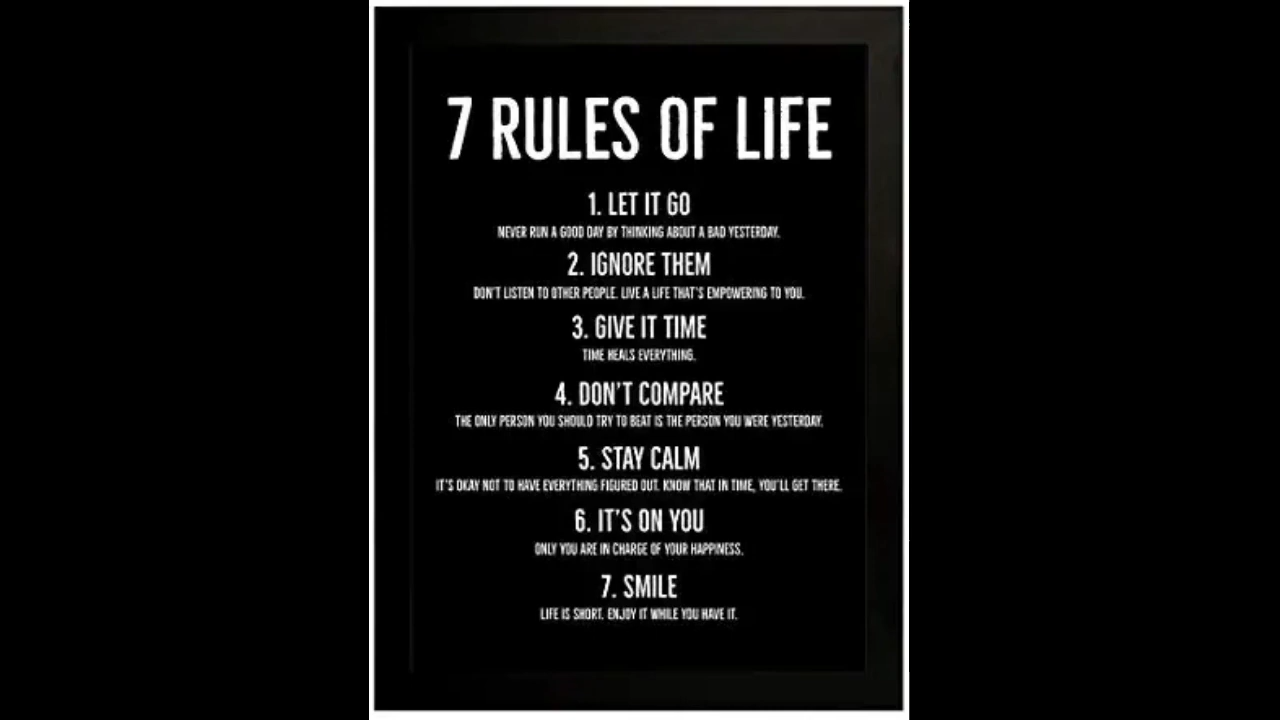 7 RULES OF LIFE
1. LET IT GO
NEVER RUN A GOOD DAY BY THINKING ABOUT A BAD YESTERDAY.
2. IGNORE THEM
DON'T LISTEN TO OTHER PEOPLE. LIVE A LIFE THAT'S EMPOWERING TO YOU.
3. GIVE IT TIME
TIME HEALS EVERYTHING.
4. DON'T COMPARE
THE ONLY PERSON YOU SHOULD TRY TO BEAT IS THE PERSON YOU WERE YESTERDAY.
5. STAY CALM
IT'S OKAY NOT TO HAVE EVERYTHING FIGURED OUT. KNOW THAT IN TIME, YOU'LL GET THERE.
6. IT'S ON YOU
ONLY YOU ARE IN CHARGE OF YOUR HAPPINESS.
7. SMILE
LIFE IS SHORT. ENJOY IT WHILE YOU HAVE IT.